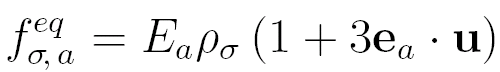 f^{eq}_{σ, a} = E_a ρ_σ (1 + 3𝐞_a · 𝐮)